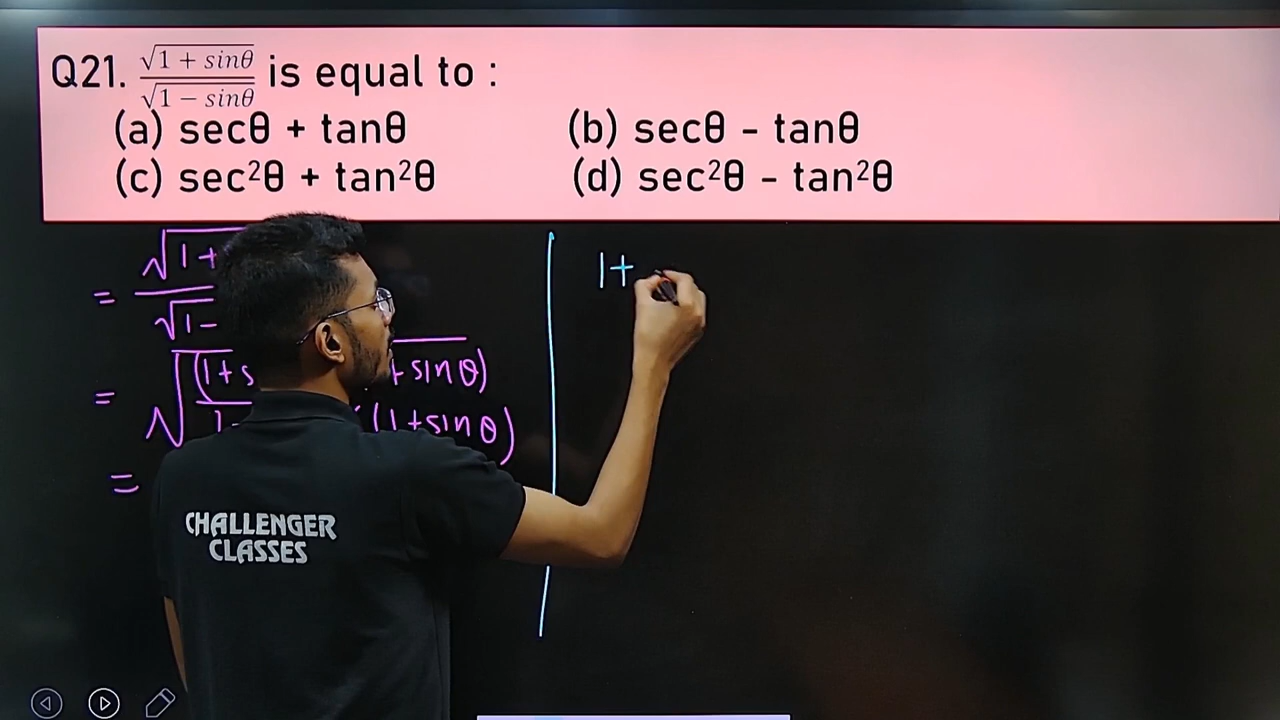 Q21. √1 + sinθ / √1 − sinθ is equal to :
(a) secθ + tanθ (b) secθ - tanθ
(c) sec²θ + tan²θ (d) sec²θ - tan²θ
= √1+
√1-
1+
= √(1+s +sinθ)
(1+sinθ)
=
CHALLENGER
CLASSES